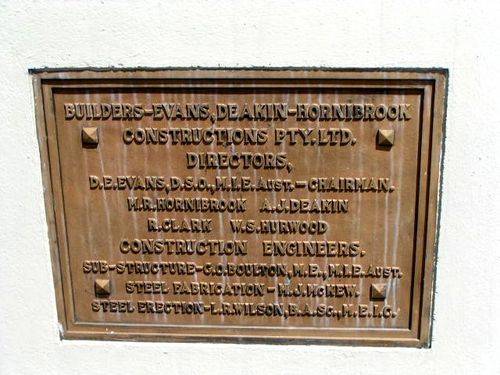 BUILDERS-EVANS, DEAKIN-HORNIBROOK
CONSTRUCTIONS PTY. LTD.
DIRECTORS,
D.E.EVANS, D.S.O., M.I.E. AUST.-CHAIRMAN.
M.R.HORNIBROOK A.J.DEAKIN
R.CLARK W.S.HURWOOD
CONSTRUCTION ENGINEERS.
SUB-STRUCTURE-C.O.BOULTON, M.E., M.I.E. AUST.
STEEL FABRICATION-M.J.McKEW.
STEEL ERECTION-L.R.WILSON, B.A.SC., M.E.I.C.